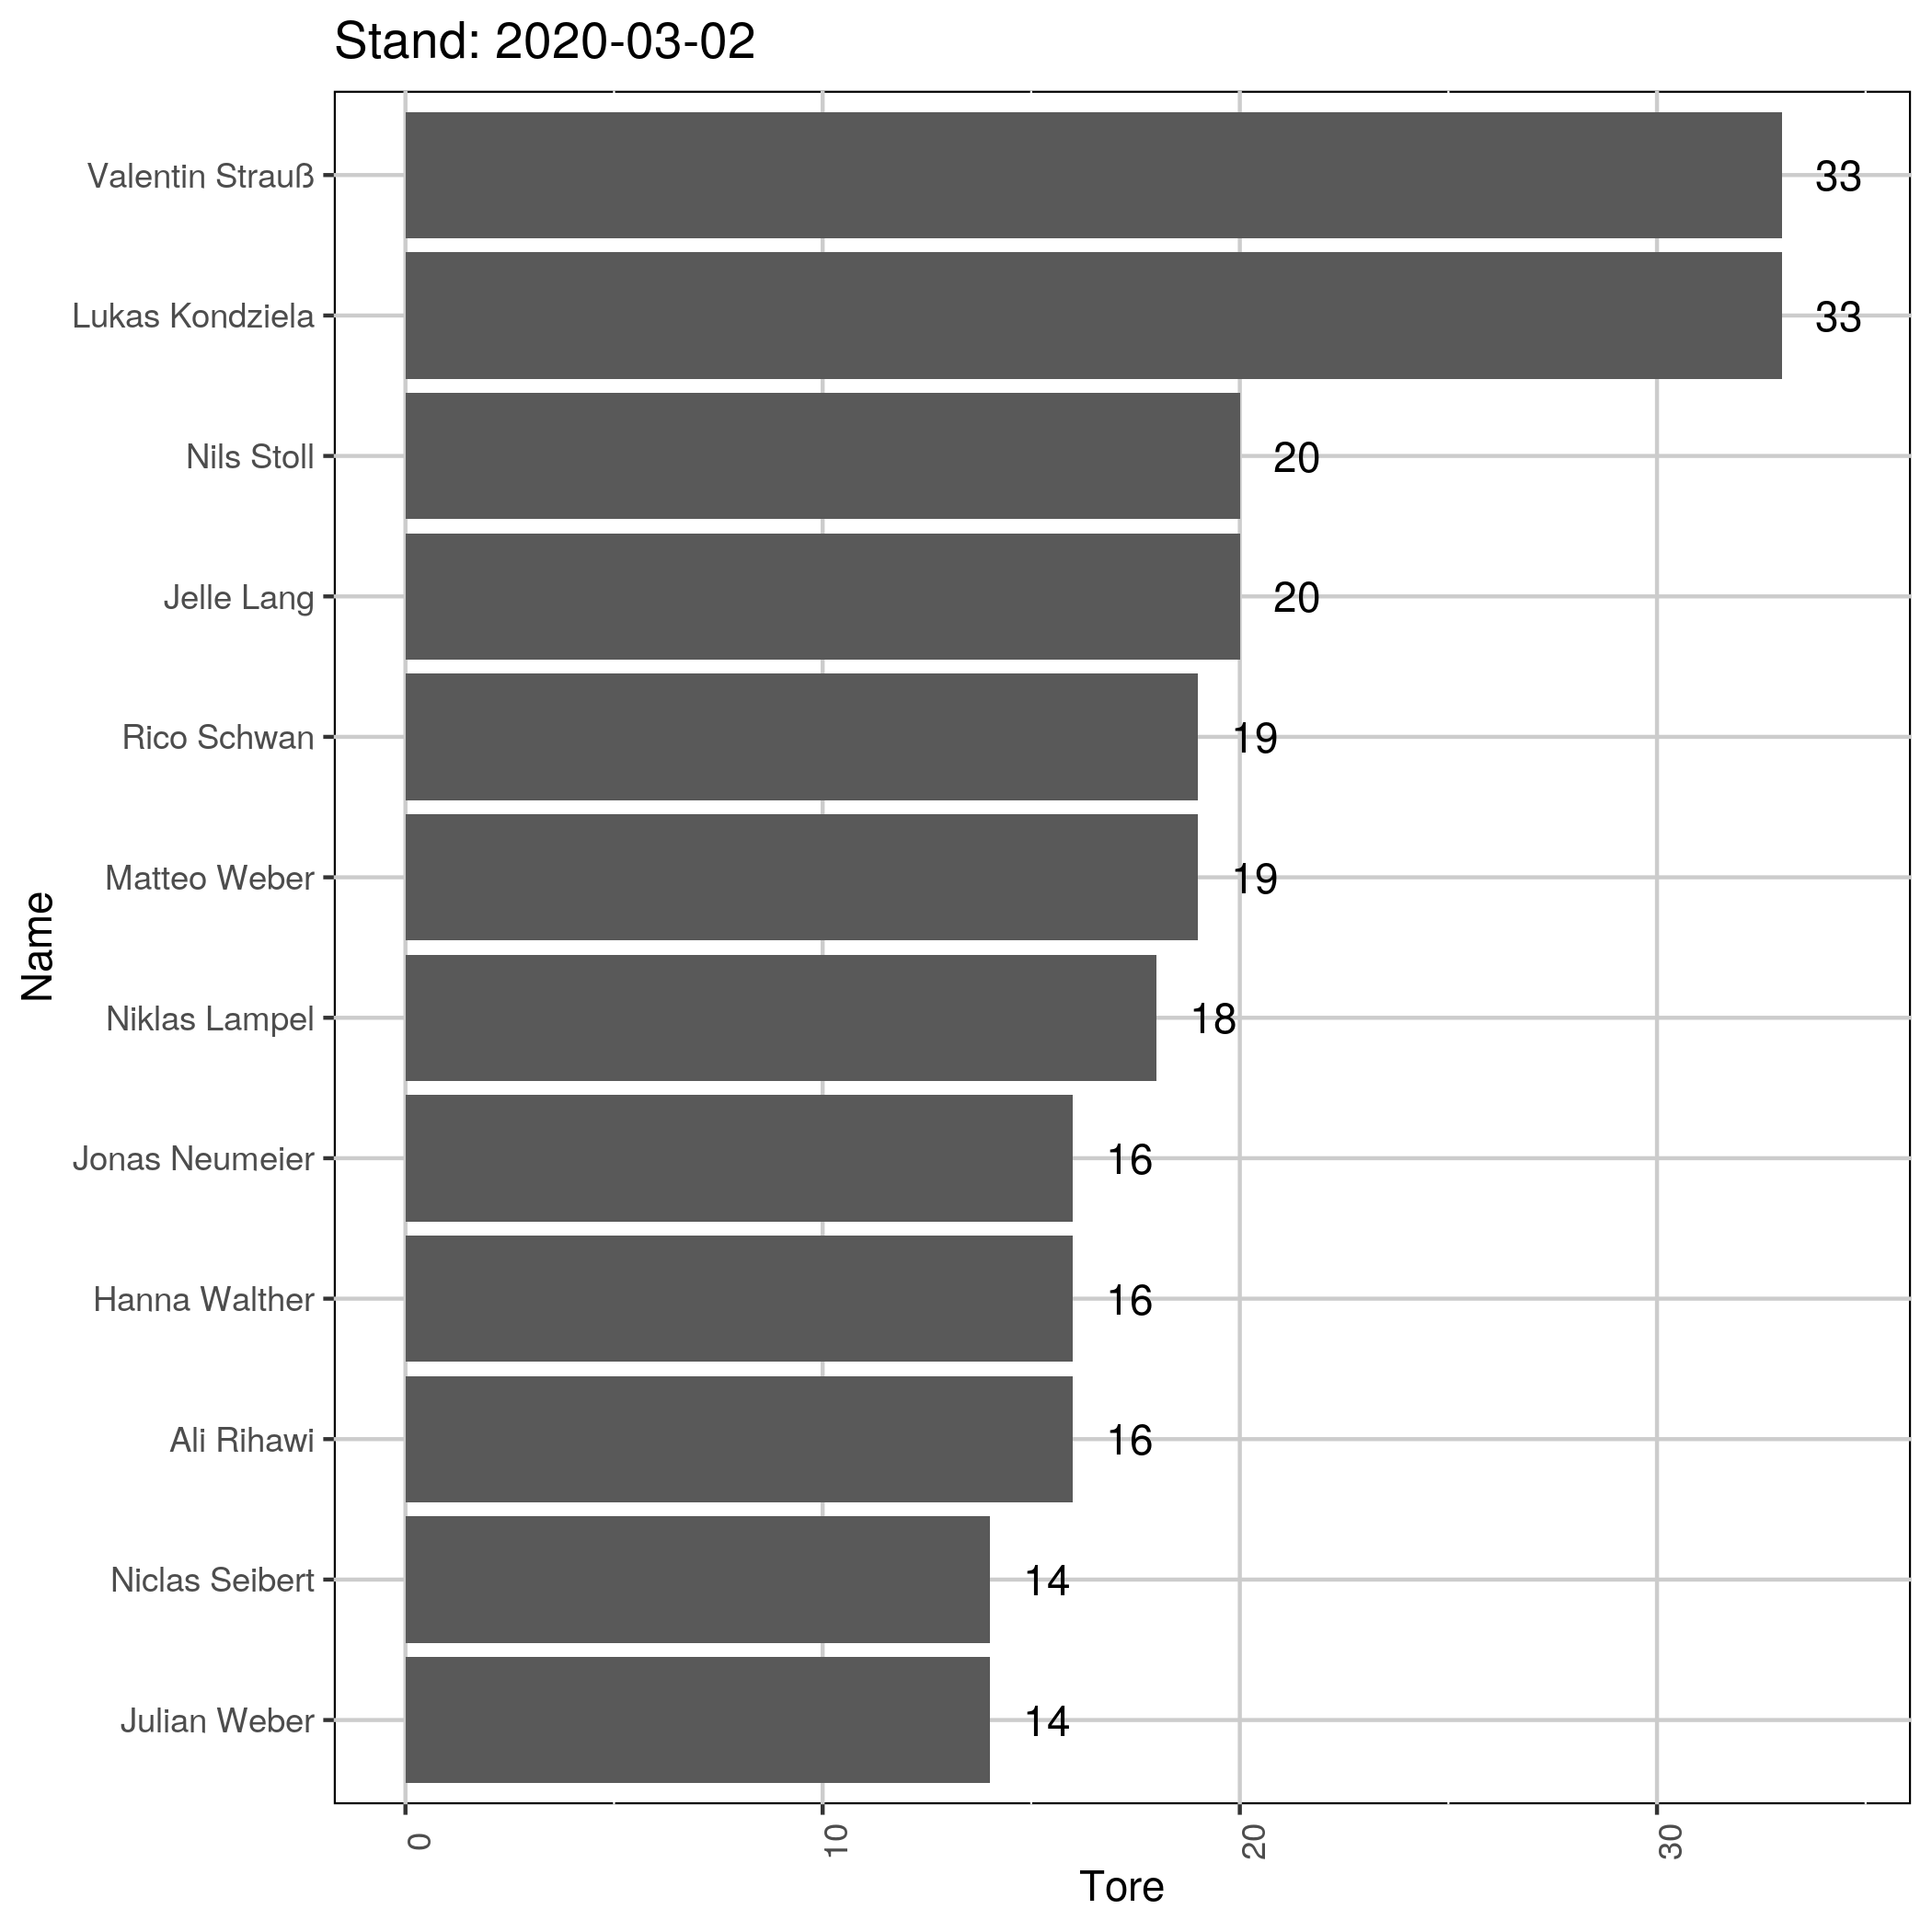 Stand: 2020-03-02
Valentin Strauß 33
Lukas Kondziela 33
Nils Stoll 20
Jelle Lang 20
Rico Schwan 19
Matteo Weber 19
Niklas Lampel 18
Jonas Neumeier 16
Hanna Walther 16
Ali Rihawi 16
Niclas Seibert 14
Julian Weber 14
Name
0 10 20 30
Tore